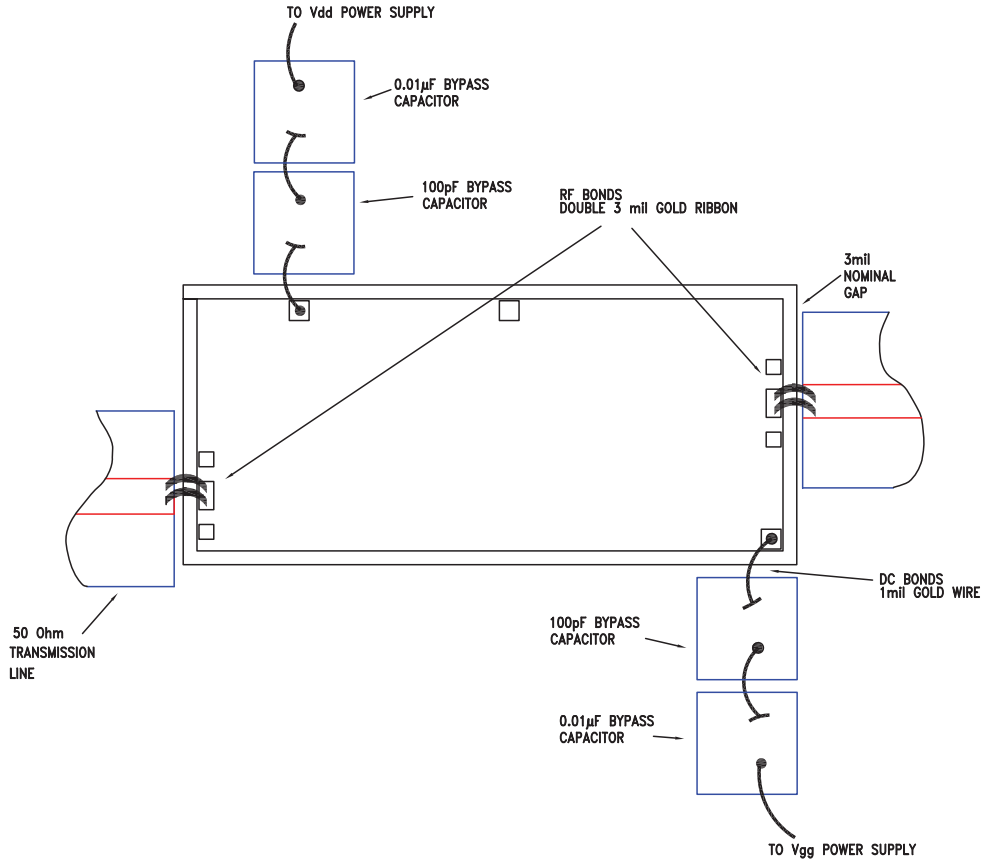 TO Vdd POWER SUPPLY
0.01μF BYPASS
CAPACITOR
100pF BYPASS
CAPACITOR
RF BONDS
DOUBLE 3 mil GOLD RIBBON
3mil
NOMINAL
GAP
50 Ohm
TRANSMISSION
LINE
DC BONDS
1mil GOLD WIRE
100pF BYPASS
CAPACITOR
0.01μF BYPASS
CAPACITOR
TO Vgg POWER SUPPLY